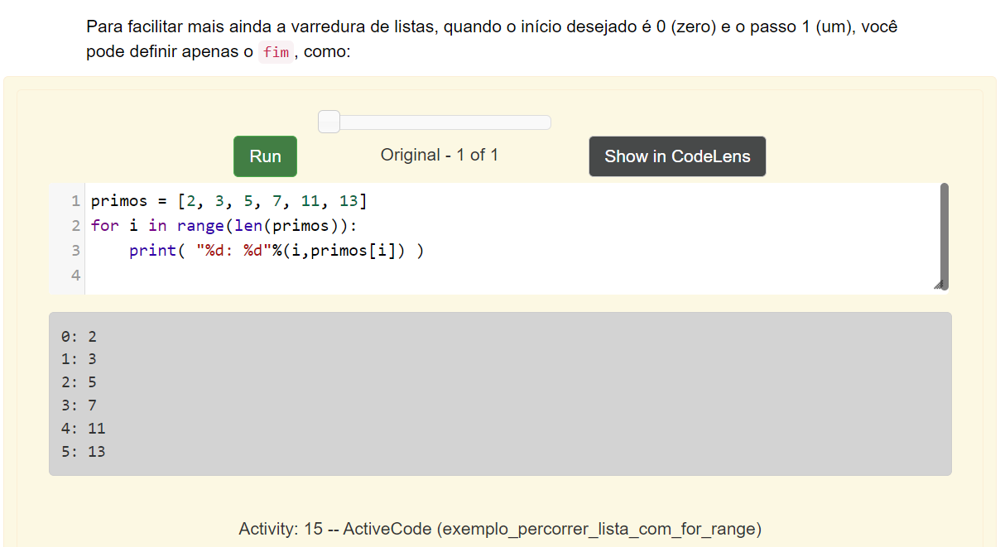 Para facilitar mais ainda a varredura de listas, quando o início desejado é 0 (zero) e o passo 1 (um), você
pode definir apenas o fim, como:
Run
Original - 1 of 1
Show in CodeLens
1 primos = [2, 3, 5, 7, 11, 13]
2 for i in range(len(primos)):
3     print( "%d: %d"%(i,primos[i]) )
4
0: 2
1: 3
2: 5
3: 7
4: 11
5: 13
Activity: 15 -- ActiveCode (exemplo_percorrer_lista_com_for_range)